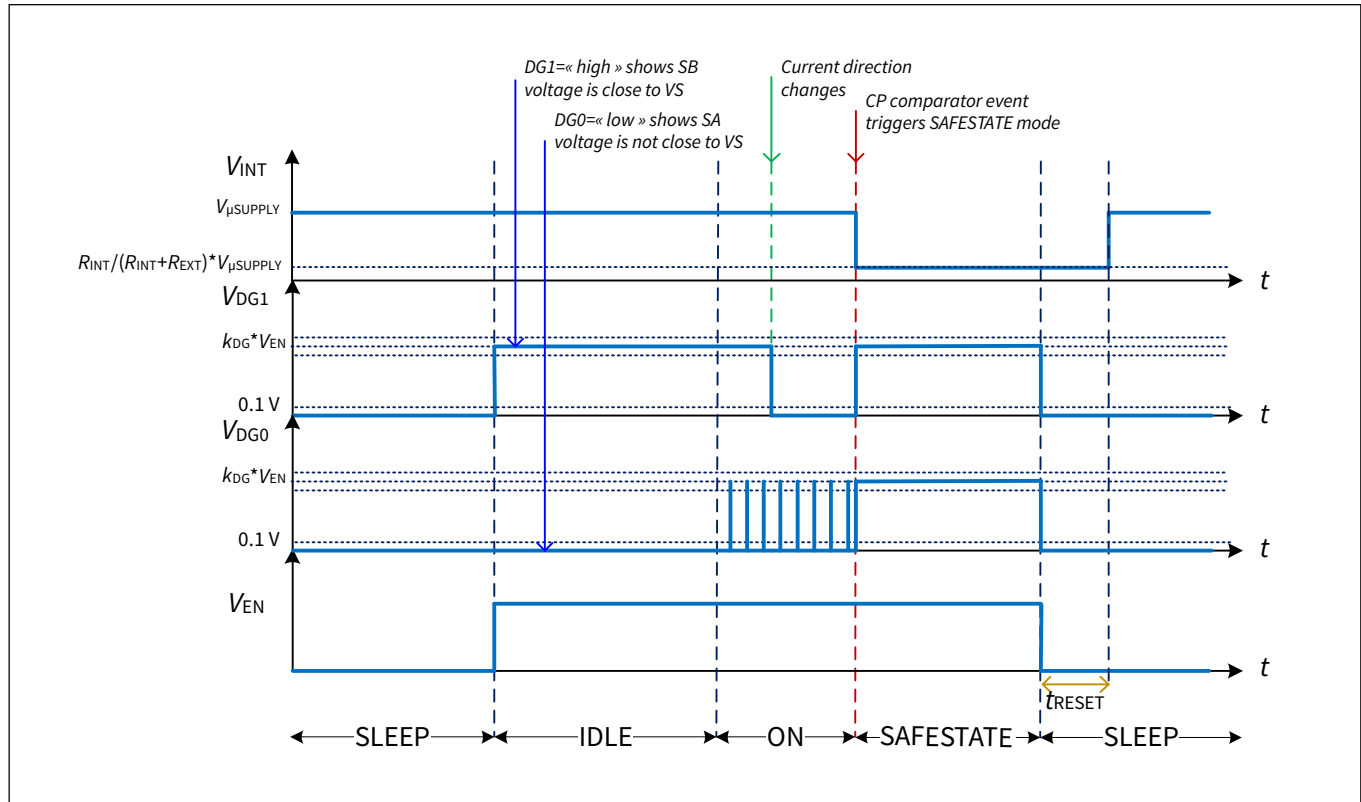 DG1=« high » shows SB
voltage is close to VS
DG0=« low » shows SA
voltage is not close to VS
Current direction
changes
CP comparator event
triggers SAFESTATE mode
VINT
VµSUPPLY
RINT/(RINT+REXT)*VµSUPPLY
t
VDG1
kDG*VEN
0.1 V
t
VDG0
kDG*VEN
0.1 V
t
VEN
t
tRESET
SLEEP
IDLE
ON
SAFESTATE
SLEEP